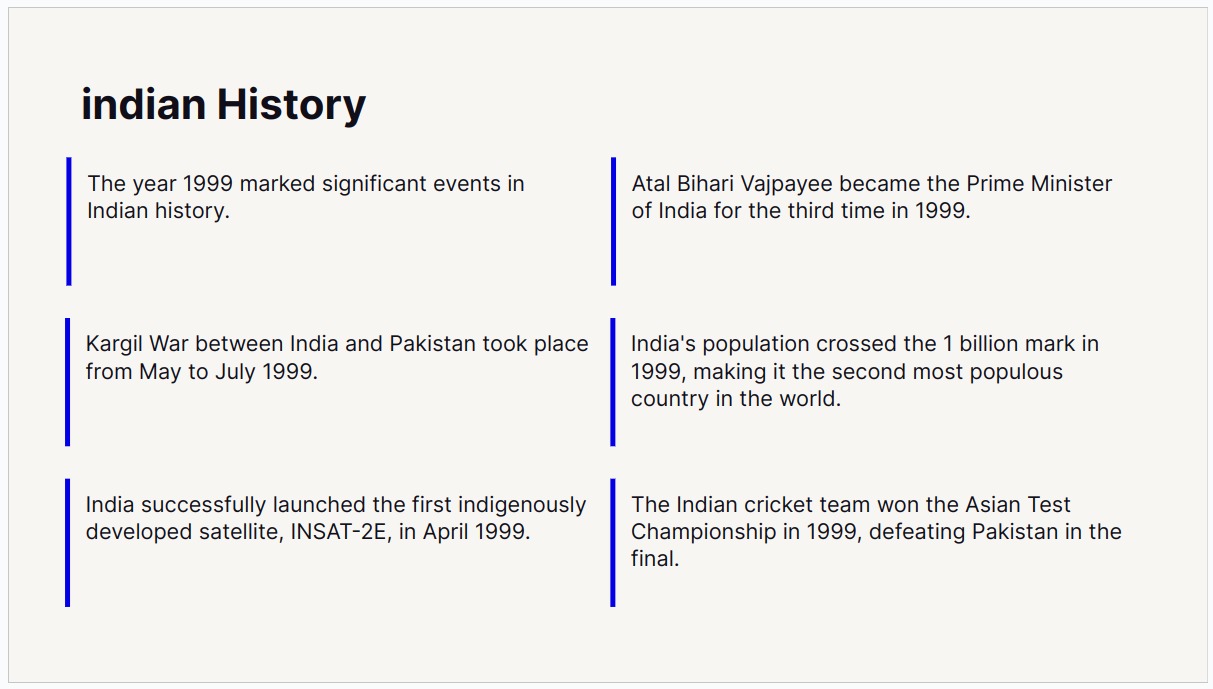 indian History
The year 1999 marked significant events in
Indian history.
Atal Bihari Vajpayee became the Prime Minister
of India for the third time in 1999.
Kargil War between India and Pakistan took place
from May to July 1999.
India's population crossed the 1 billion mark in
1999, making it the second most populous
country in the world.
India successfully launched the first indigenously
developed satellite, INSAT-2E, in April 1999.
The Indian cricket team won the Asian Test
Championship in 1999, defeating Pakistan in the
final.